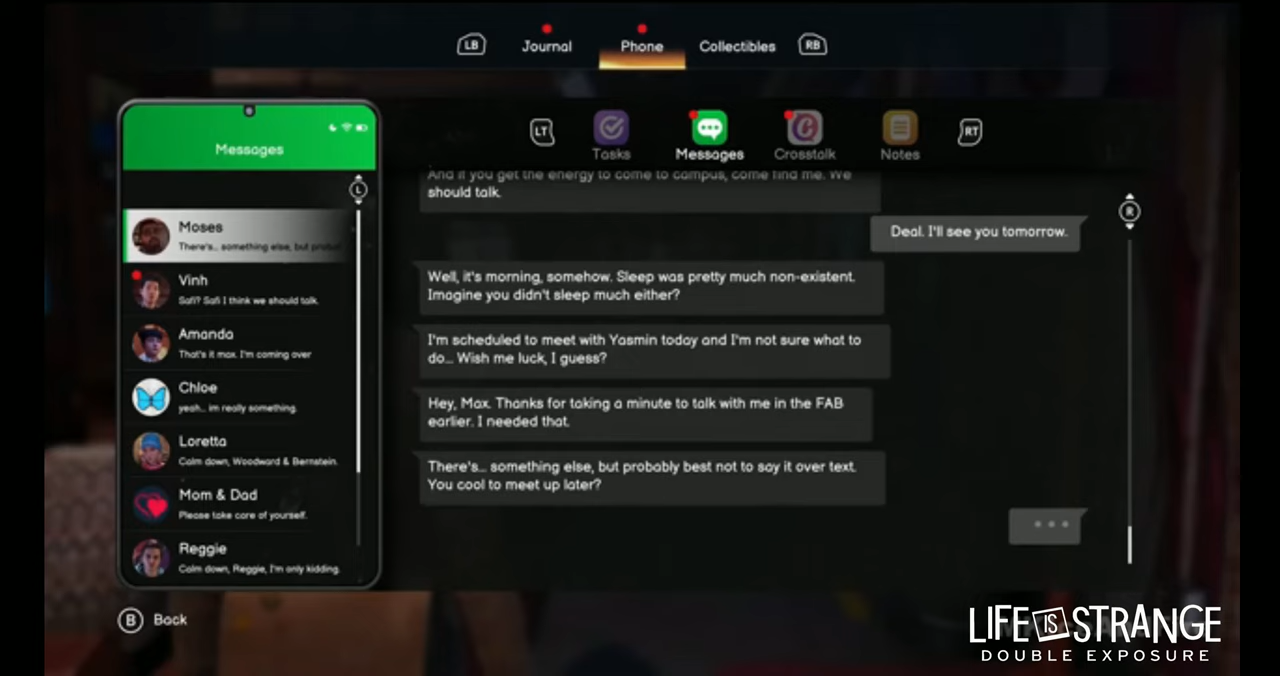 LB Journal Phone Collectibles RB
Messages
LT Tasks Messages Crosstalk Notes RT
L
Moses
There's... something else, but proba
Vinh
Safi? Safi I think we should talk.
Amanda
That's it max. I'm coming over
Chloe
yeah... im really something.
Loretta
Calm down, Woodward & Bernstein.
Mom & Dad
Please take care of yourself.
Reggie
Calm down, Reggie, I'm only kidding.
And if you get the energy to come to campus, come find me. We
should talk.
R
Deal. I'll see you tomorrow.
Well, it's morning, somehow. Sleep was pretty much non-existent.
Imagine you didn't sleep much either?
I'm scheduled to meet with Yasmin today and I'm not sure what to
do... Wish me luck, I guess?
Hey, Max. Thanks for taking a minute to talk with me in the FAB
earlier. I needed that.
There's... something else, but probably best not to say it over text.
You cool to meet up later?
B Back
LIFE IS STRANGE
DOUBLE EXPOSURE